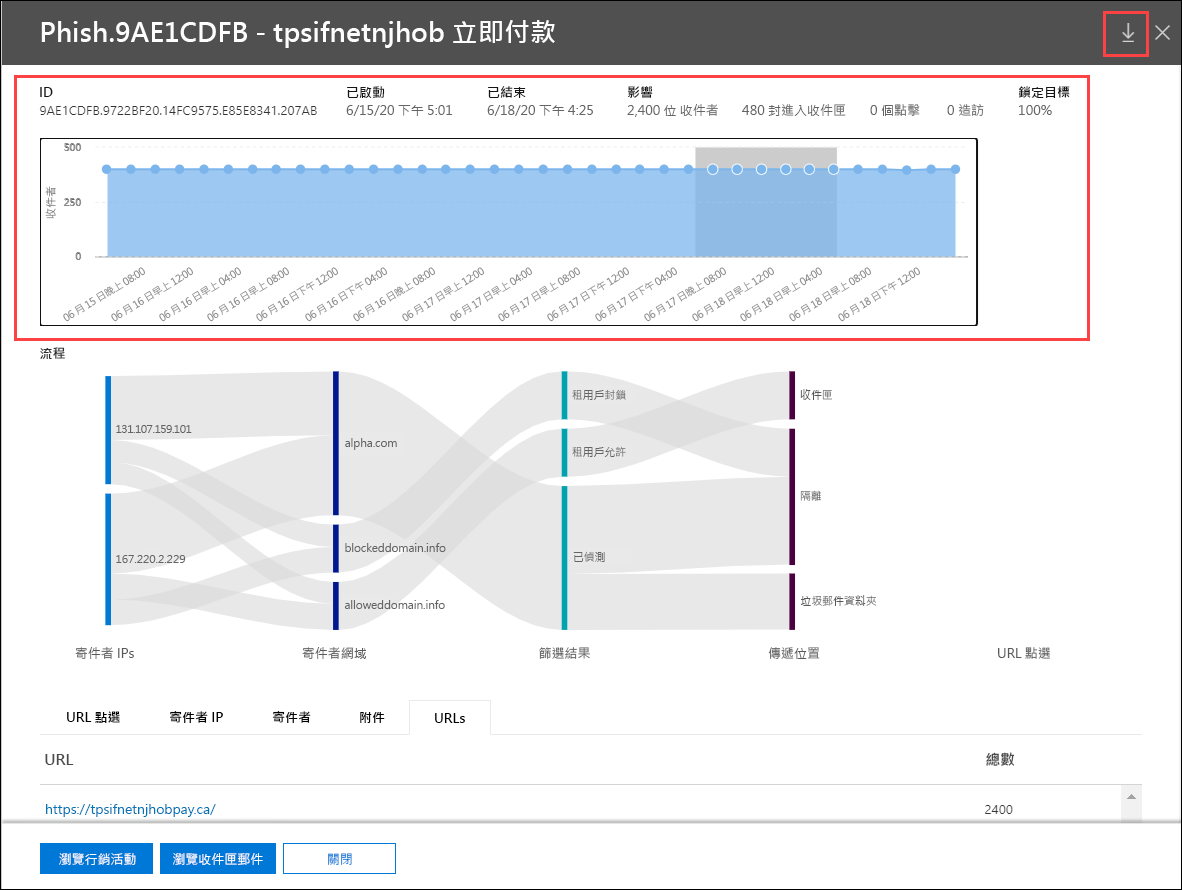 Phish.9AE1CDFB - tpsifnetnjhob 立即付款
ID 已啟動 已結束 影響 鎖定目標
9AE1CDFB.9722BF20.14FC9575.E85E8341.207AB 6/15/20 下午 5:01 6/18/20 下午 4:25 2,400 位 收件者 480 封進入收件匣 0 個點擊 0 造訪 100%
500
收件者
250
0
06 月 15 日晚上 08:00
06 月 16 日早上 12:00
06 月 16 日早上 04:00
06 月 16 日早上 08:00
06 月 16 日下午 12:00
06 月 16 日下午 04:00
06 月 16 日晚上 08:00
06 月 17 日早上 12:00
06 月 17 日早上 04:00
06 月 17 日早上 08:00
06 月 17 日下午 12:00
06 月 17 日下午 04:00
06 月 17 日晚上 08:00
06 月 18 日早上 12:00
06 月 18 日早上 04:00
06 月 18 日早上 08:00
06 月 18 日下午 12:00
流程
租用戶封鎖 收件匣
131.107.159.101
alpha.com
租用戶允許
隔離
blockeddomain.info
167.220.2.229
已偵測
alloweddomain.info
垃圾郵件資料夾
寄件者 IPs 寄件者網域 篩選結果 傳遞位置 URL 點選
URL 點選 寄件者 IP 寄件者 附件 URLs
URL 總數
https://tpsifnetnjhobpay.ca/ 2400
瀏覽行銷活動 瀏覽收件匣郵件 關閉